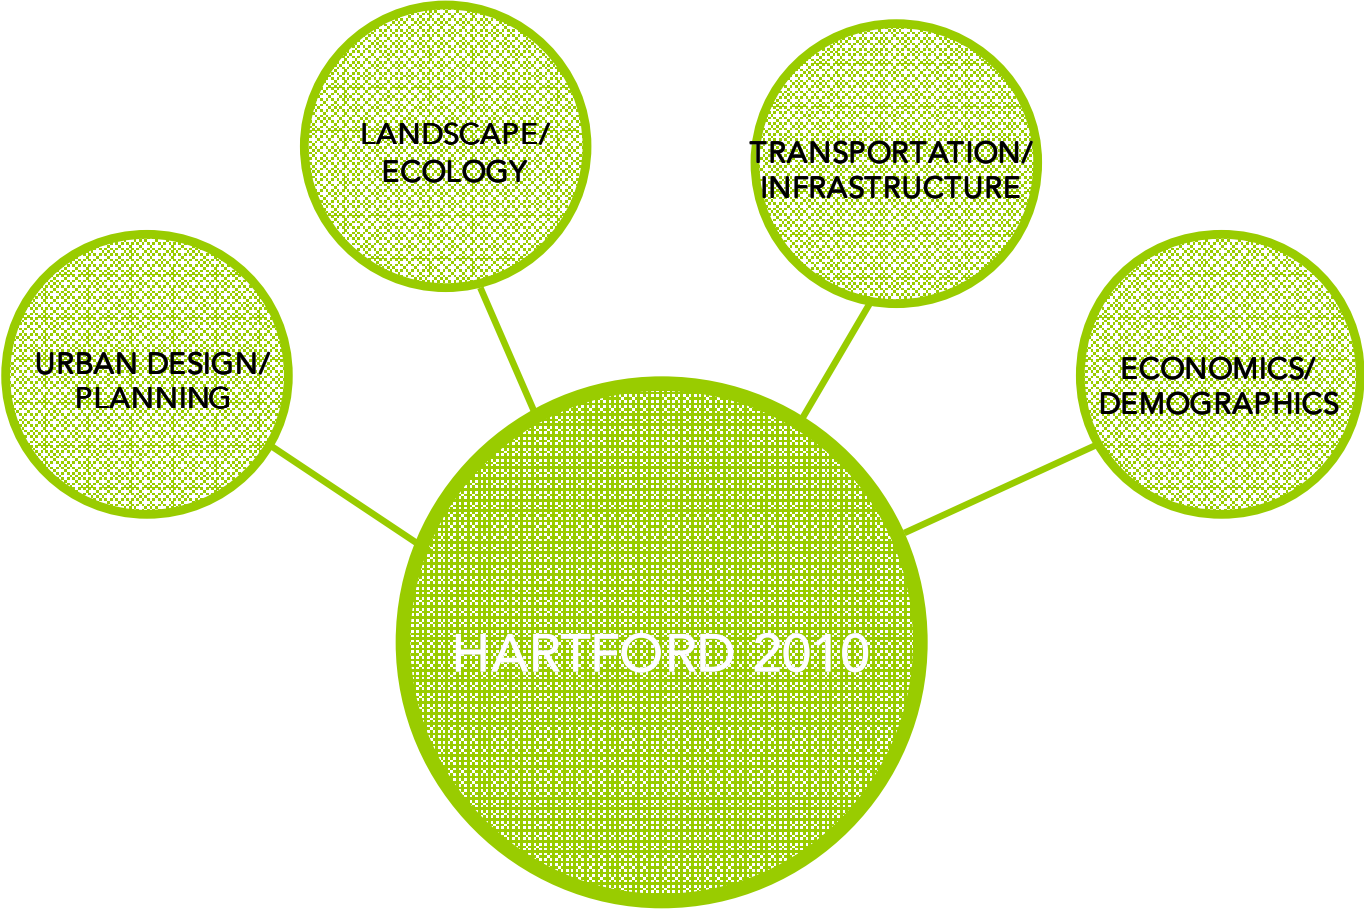 LANDSCAPE/
ECOLOGY
TRANSPORTATION/
INFRASTRUCTURE
URBAN DESIGN/
PLANNING
ECONOMICS/
DEMOGRAPHICS
HARTFORD 2010